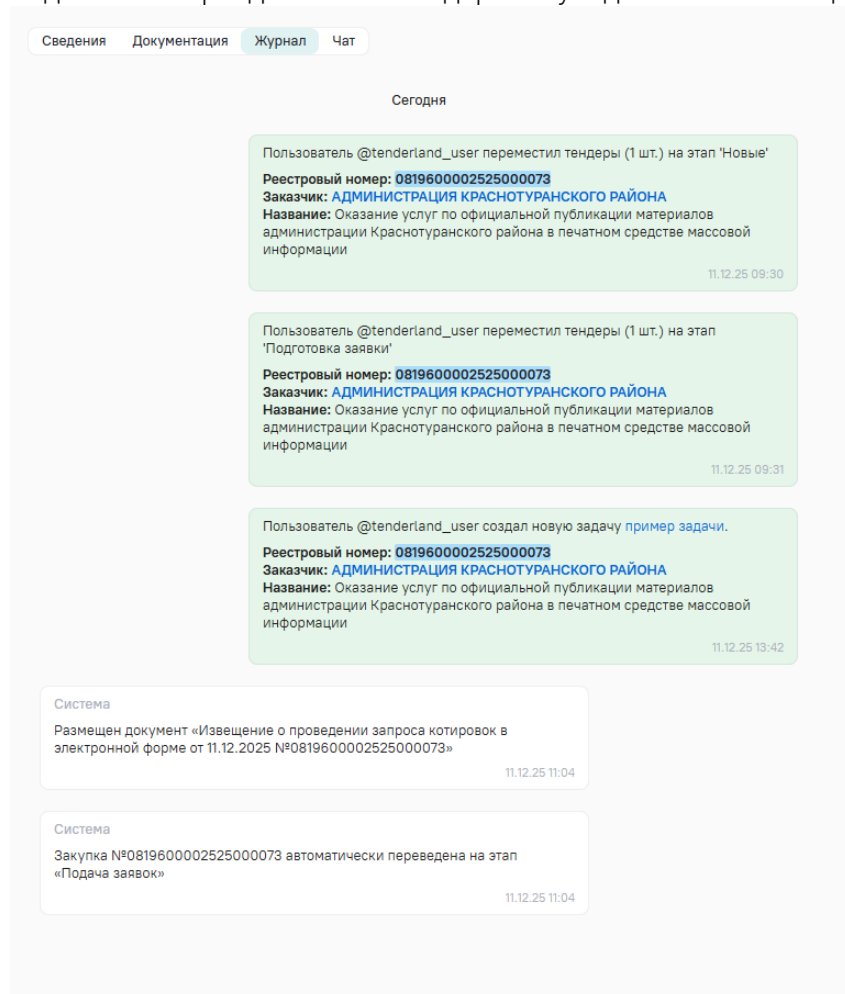 Сведения Документация Журнал Чат
Сегодня
Пользователь @tenderland_user переместил тендеры (1 шт.) на этап 'Новые'
Реестровый номер: 0819600002525000073
Заказчик: АДМИНИСТРАЦИЯ КРАСНОТУРАНСКОГО РАЙОНА
Название: Оказание услуг по официальной публикации материалов
администрации Краснотуранского района в печатном средстве массовой
информации
11.12.25 09:30
Пользователь @tenderland_user переместил тендеры (1 шт.) на этап
'Подготовка заявки'
Реестровый номер: 0819600002525000073
Заказчик: АДМИНИСТРАЦИЯ КРАСНОТУРАНСКОГО РАЙОНА
Название: Оказание услуг по официальной публикации материалов
администрации Краснотуранского района в печатном средстве массовой
информации
11.12.25 09:31
Пользователь @tenderland_user создал новую задачу пример задачи.
Реестровый номер: 0819600002525000073
Заказчик: АДМИНИСТРАЦИЯ КРАСНОТУРАНСКОГО РАЙОНА
Название: Оказание услуг по официальной публикации материалов
администрации Краснотуранского района в печатном средстве массовой
информации
11.12.25 13:42
Система
Размещен документ «Извещение о проведении запроса котировок в
электронной форме от 11.12.2025 №0819600002525000073»
11.12.25 11:04
Система
Закупка №0819600002525000073 автоматически переведена на этап
«Подача заявок»
11.12.25 11:04